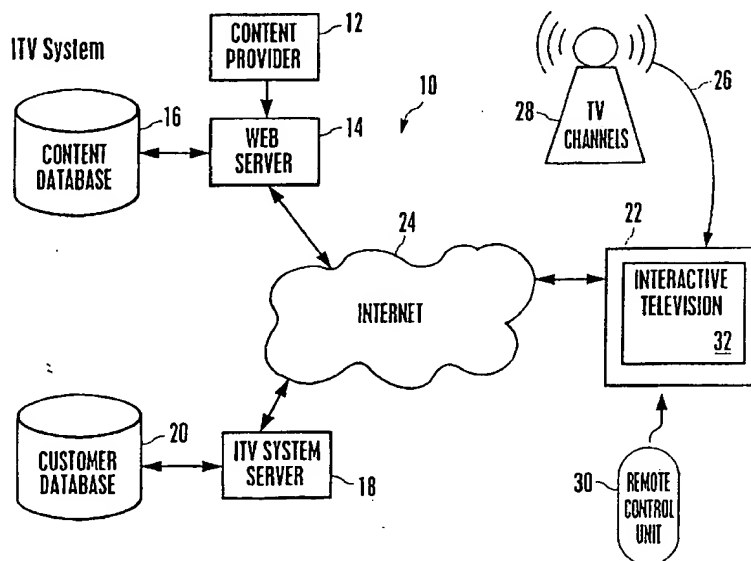 ITV System
CONTENT
PROVIDER
12
10
26
28
TV
CHANNELS
16
CONTENT
DATABASE
WEB
SERVER
14
24
INTERNET
22
INTERACTIVE
TELEVISION
32
20
CUSTOMER
DATABASE
ITV SYSTEM
SERVER
18
30
REMOTE
CONTROL
UNIT